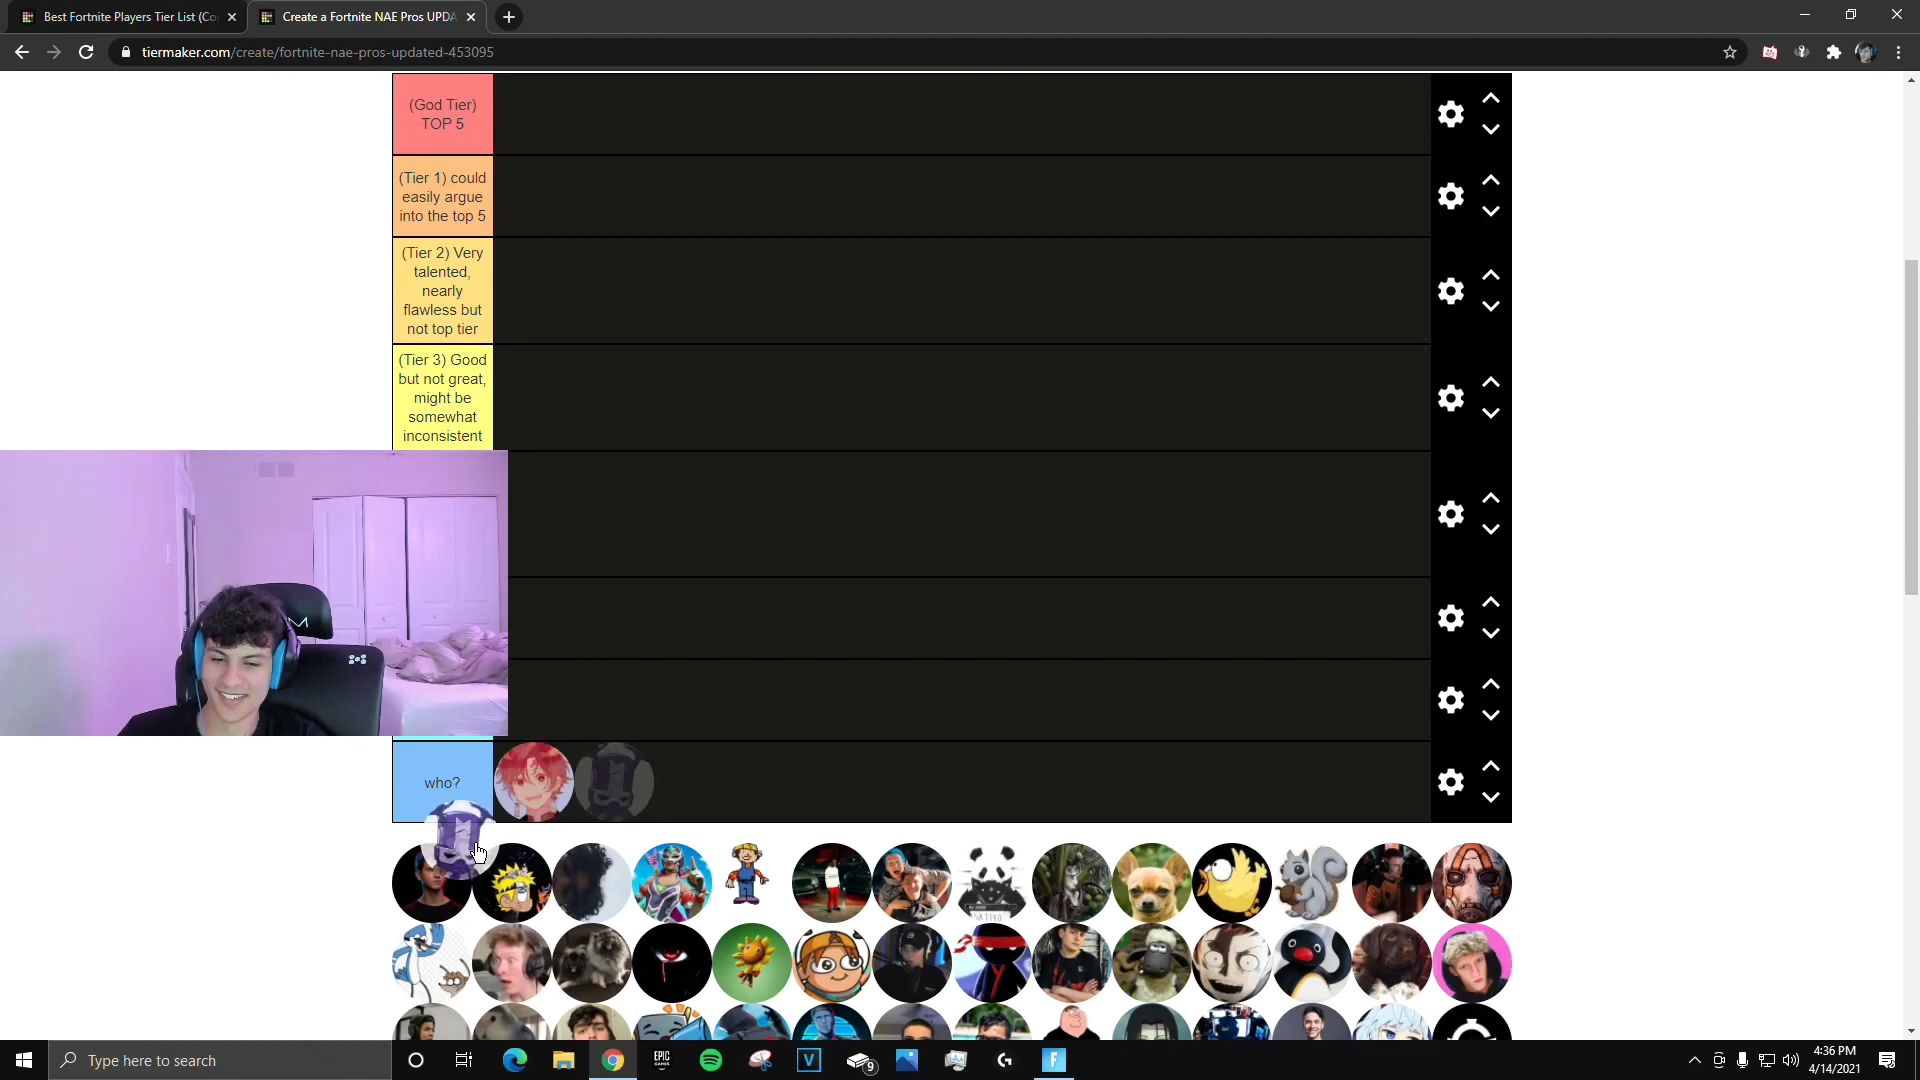 Best Fortnite Players Tier List (Co
Create a Fortnite NAE Pros UPDA
tiermaker.com/create/fortnite-nae-pros-updated-453095
(God Tier)
TOP 5
(Tier 1) could
easily argue
into the top 5
(Tier 2) Very
talented,
nearly
flawless but
not top tier
(Tier 3) Good
but not great,
might be
somewhat
inconsistent
who?
Type here to search
EPIC
GAMES
V
9
F
4:36 PM
4/14/2021